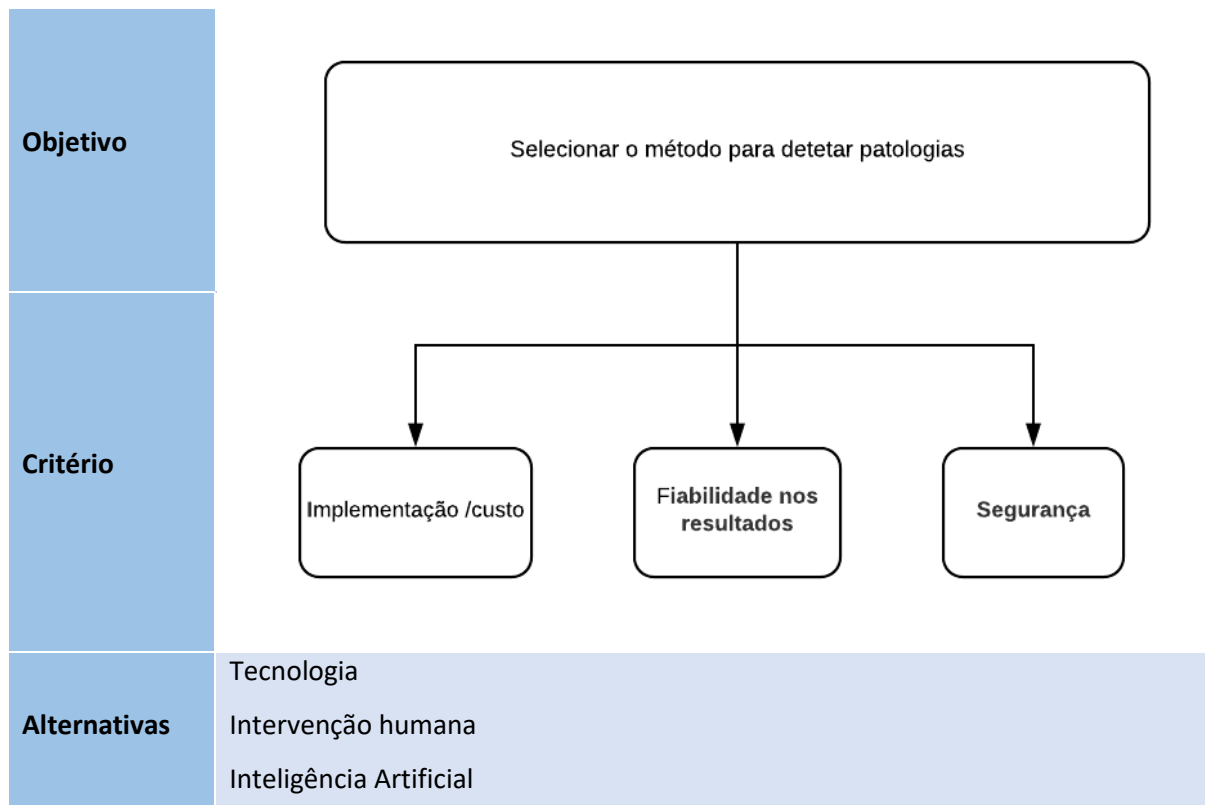 Objetivo
Selecionar o método para detetar patologias
Critério
Implementação /custo
Fiabilidade nos
resultados
Segurança
Alternativas
Tecnologia
Intervenção humana
Inteligência Artificial